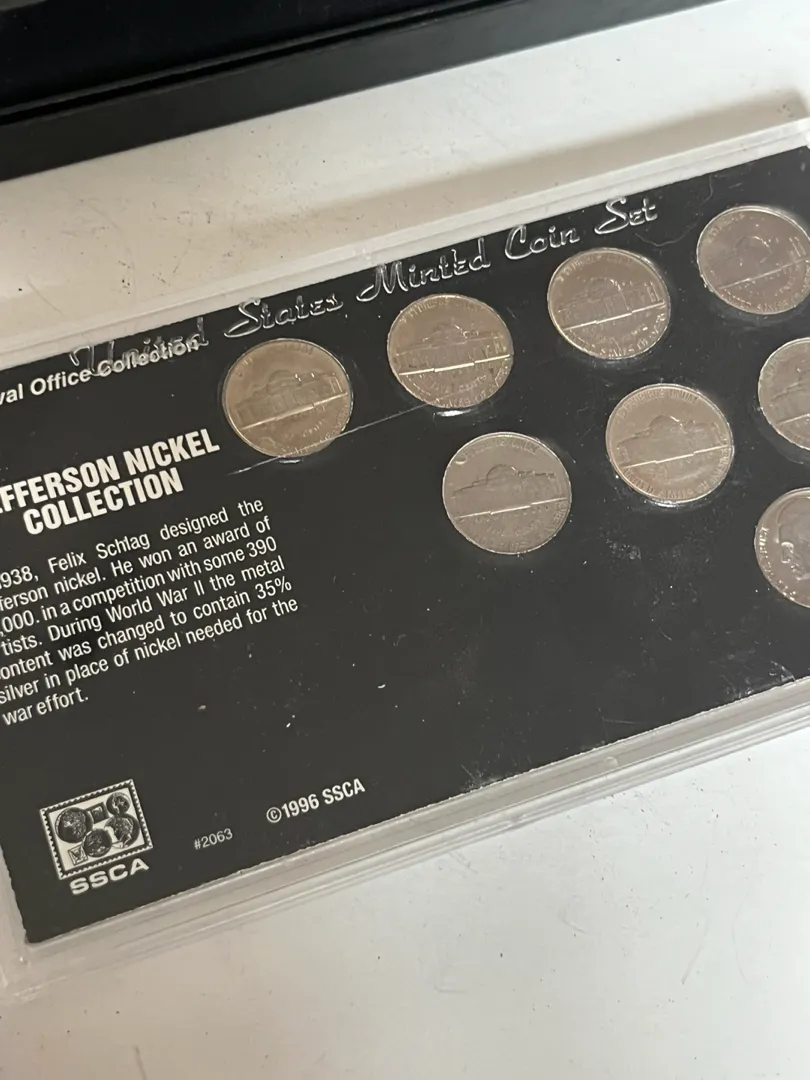 United States Minted Coin Set
val Office Collection
EFFERSON NICKEL
COLLECTION
938, Felix Schlag designed the
ferson nickel. He won an award of
,000. in a competition with some 390
tists. During World War II the metal
ontent was changed to contain 35%
silver in place of nickel needed for the
war effort.
SSCA
#2063
©1996 SSCA